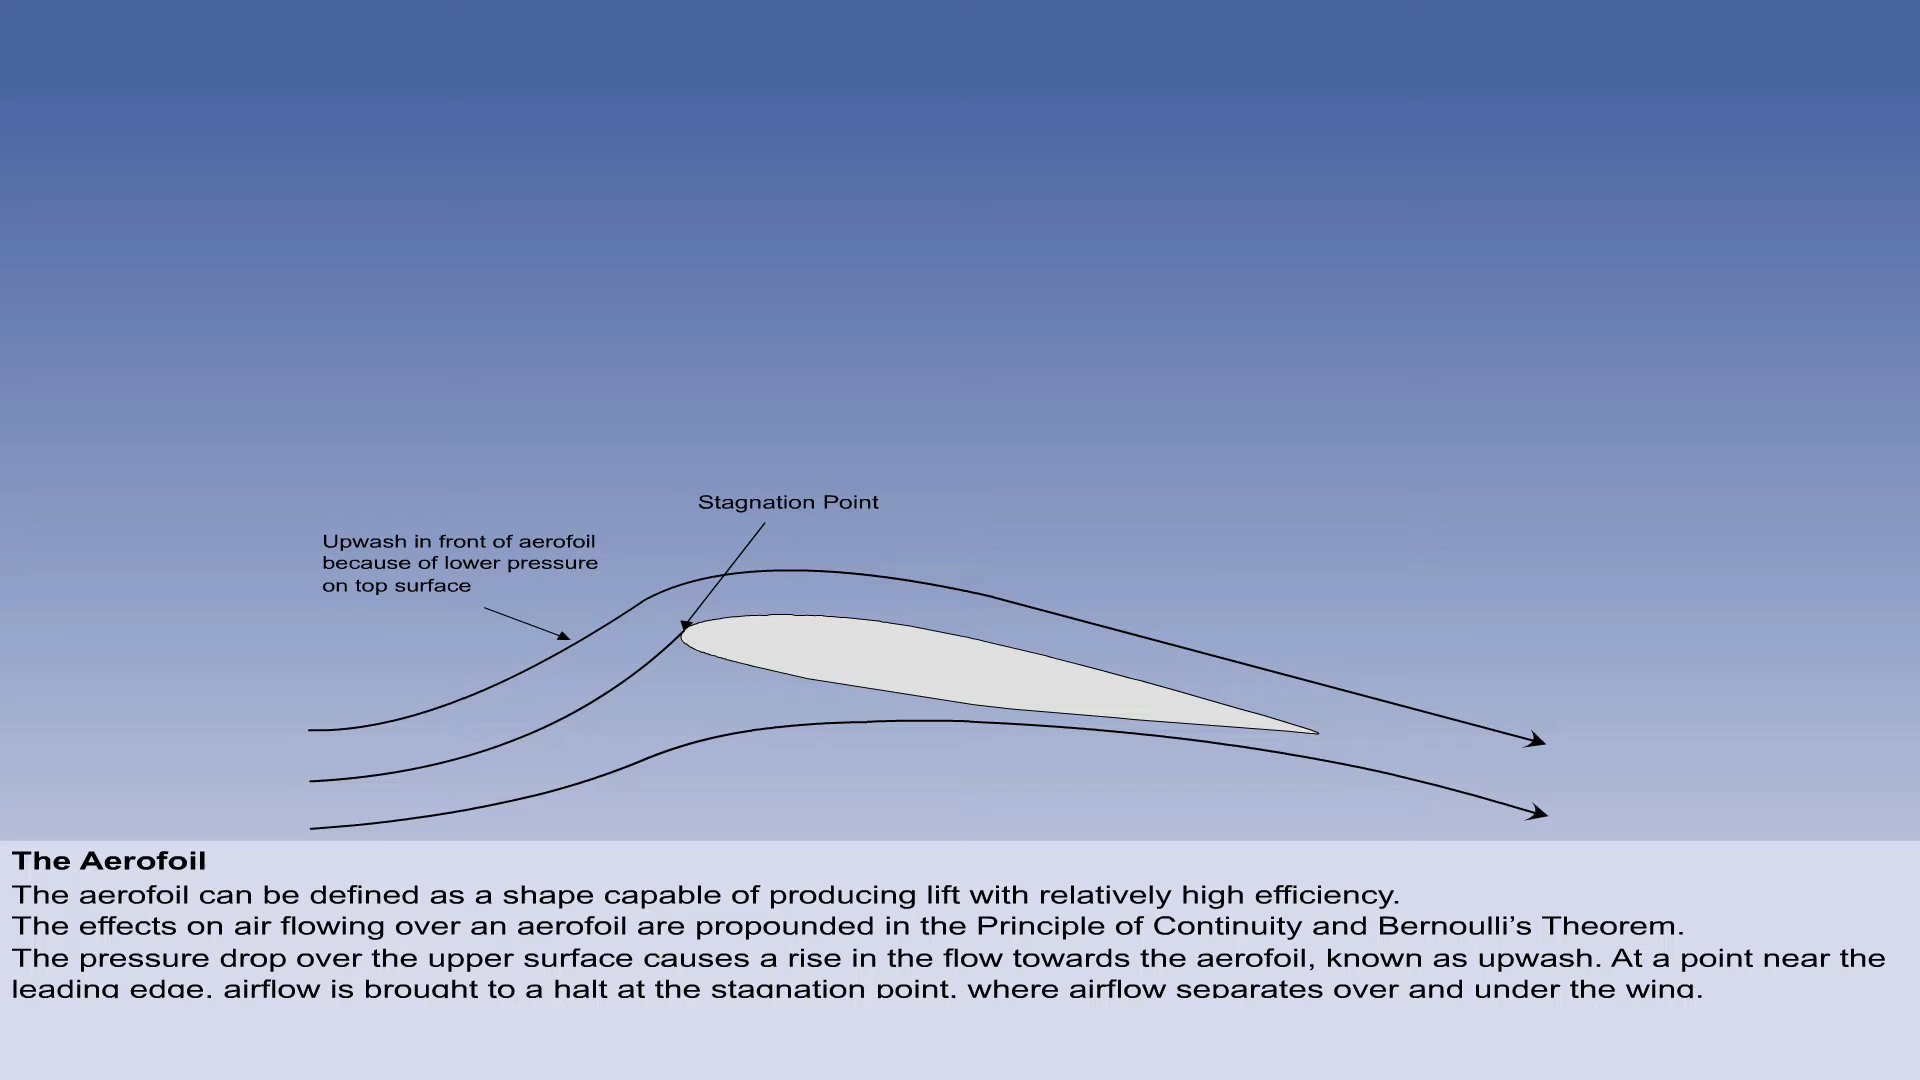 Stagnation Point
Upwash in front of aerofoil
because of lower pressure
on top surface
The Aerofoil
The aerofoil can be defined as a shape capable of producing lift with relatively high efficiency.
The effects on air flowing over an aerofoil are propounded in the Principle of Continuity and Bernoulli’s Theorem.
The pressure drop over the upper surface causes a rise in the flow towards the aerofoil, known as upwash. At a point near the
leading edge, airflow is brought to a halt at the stagnation point, where airflow separates over and under the wing.